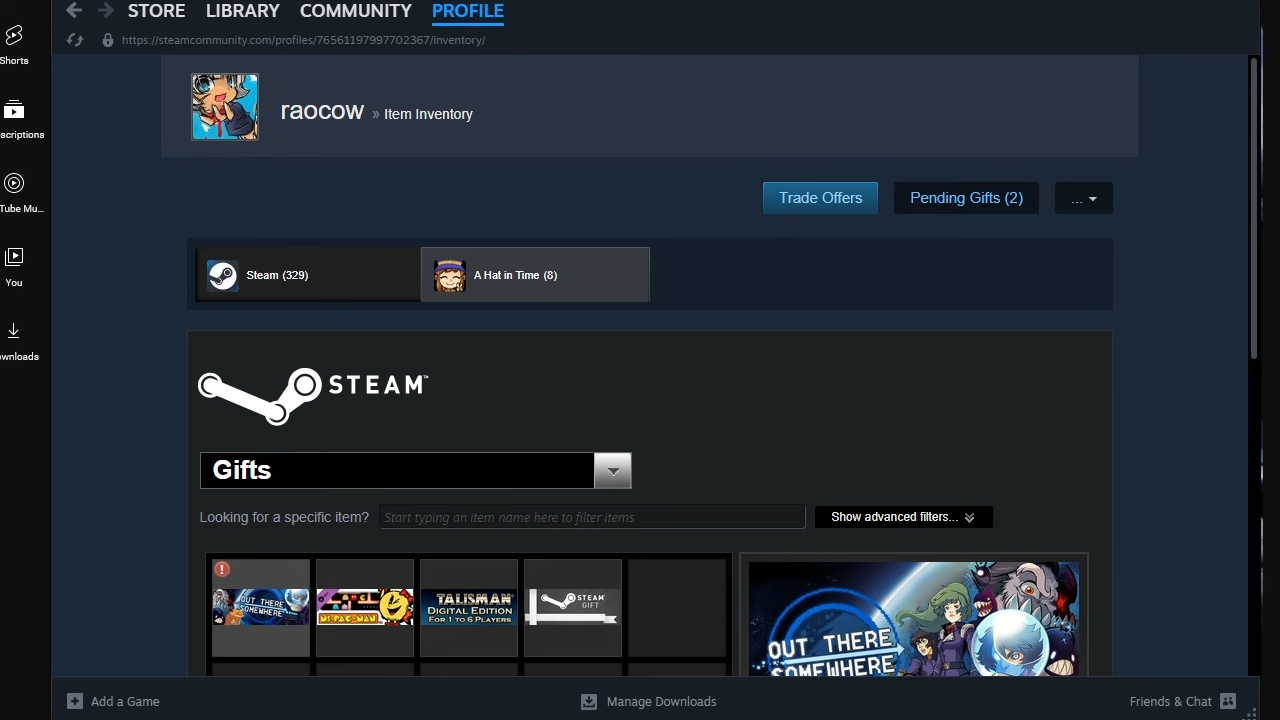 STORE LIBRARY COMMUNITY PROFILE
https://steamcommunity.com/profiles/76561197997702367/inventory/
Shorts
scriptions
Tube Mu...
You
wnloads
raocow » Item Inventory
Trade Offers
Pending Gifts (2)
...
Steam (329)
A Hat in Time (8)
STEAM™
Gifts
Looking for a specific item?
Start typing an item name here to filter items
Show advanced filters...
OUT THERE
SOMEWHERE
MS. PAC-MAN
TALISMAN
DIGITAL EDITION
FOR 1 TO 6 PLAYERS
STEAM
GIFT
OUT THERE
SOMEWHERE
Add a Game
Manage Downloads
Friends & Chat